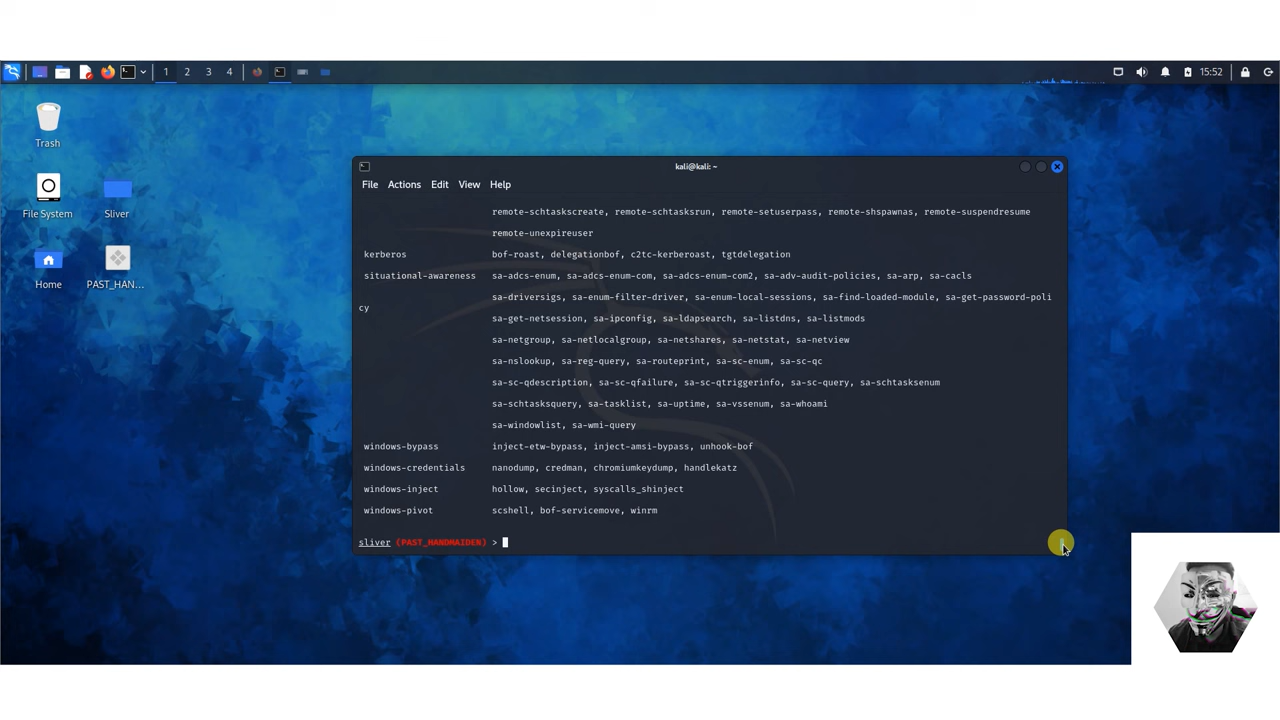 1 2 3 4 15:52
Trash
File System
Sliver
Home
PAST_HAN...
kali@kali: ~
File Actions Edit View Help
remote-schtaskscreate, remote-schtasksrun, remote-setuserpass, remote-shspawnas, remote-suspendresume
remote-unexpireuser
kerberos bof-roast, delegationbof, c2tc-kerberoast, tgtdelegation
situational-awareness sa-adcs-enum, sa-adcs-enum-com, sa-adcs-enum-com2, sa-adv-audit-policies, sa-arp, sa-cacls
sa-driversigs, sa-enum-filter-driver, sa-enum-local-sessions, sa-find-loaded-module, sa-get-password-poli
cy
sa-get-netsession, sa-ipconfig, sa-ldapsearch, sa-listdns, sa-listmods
sa-netgroup, sa-netlocalgroup, sa-netshares, sa-netstat, sa-netview
sa-nslookup, sa-reg-query, sa-routeprint, sa-sc-enum, sa-sc-qc
sa-sc-qdescription, sa-sc-qfailure, sa-sc-qtriggerinfo, sa-sc-query, sa-schtasksenum
sa-schtasksquery, sa-tasklist, sa-uptime, sa-vssenum, sa-whoami
sa-windowlist, sa-wmi-query
windows-bypass inject-etw-bypass, inject-amsi-bypass, unhook-bof
windows-credentials nanodump, credman, chromiumkeydump, handlekatz
windows-inject hollow, secinject, syscalls_shinject
windows-pivot scshell, bof-servicemove, winrm
sliver (PAST_HANDMAIDEN) >